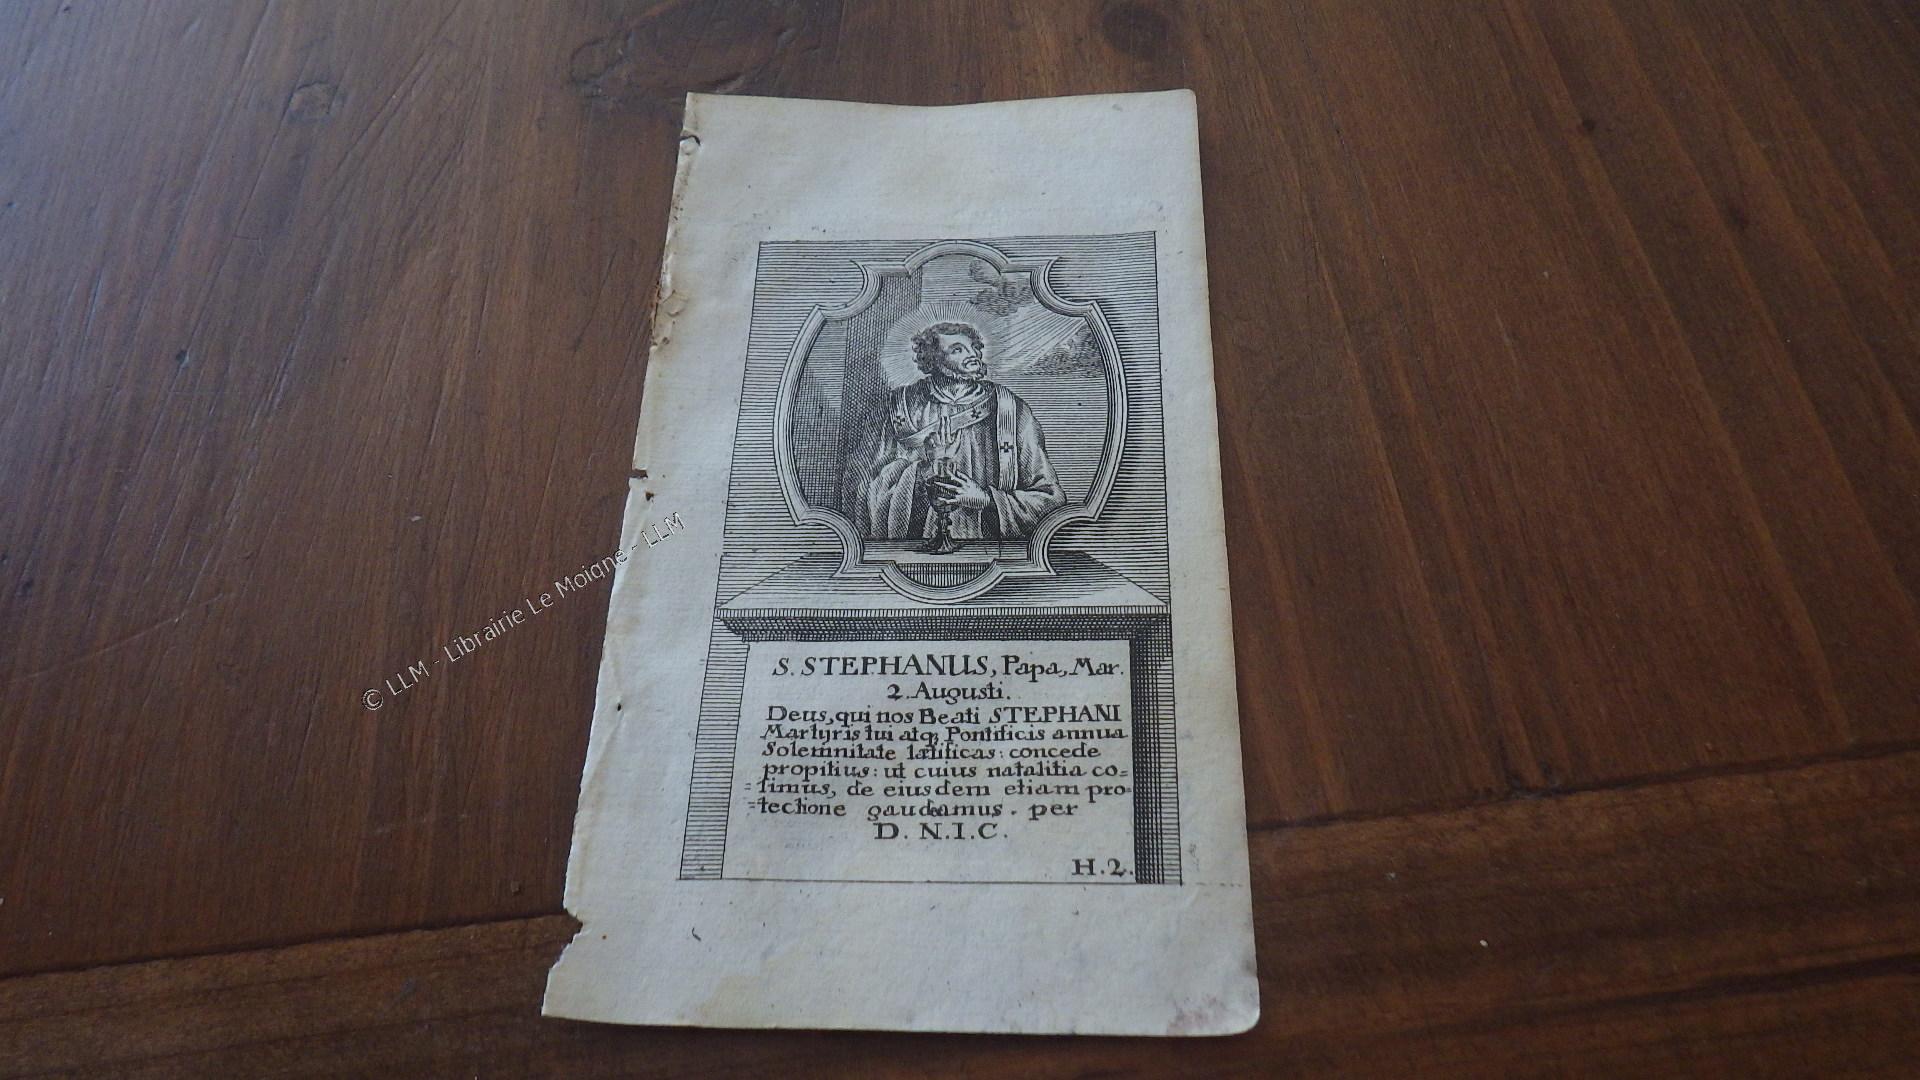 S. STEPHANUS, Papa, Mar.
2. Augusti.
Deus, qui nos Beati STEPHANI
Martyris tui atq; Pontificis annua
Solemnitate lætificas: concede
propitius: ut cuius natalitia co=
=limus, de eiusdem etiam pro=
=tectione gaudeamus. per
D. N. I. C.
H. 2.
© LLM - Librairie Le Moigne - LLM